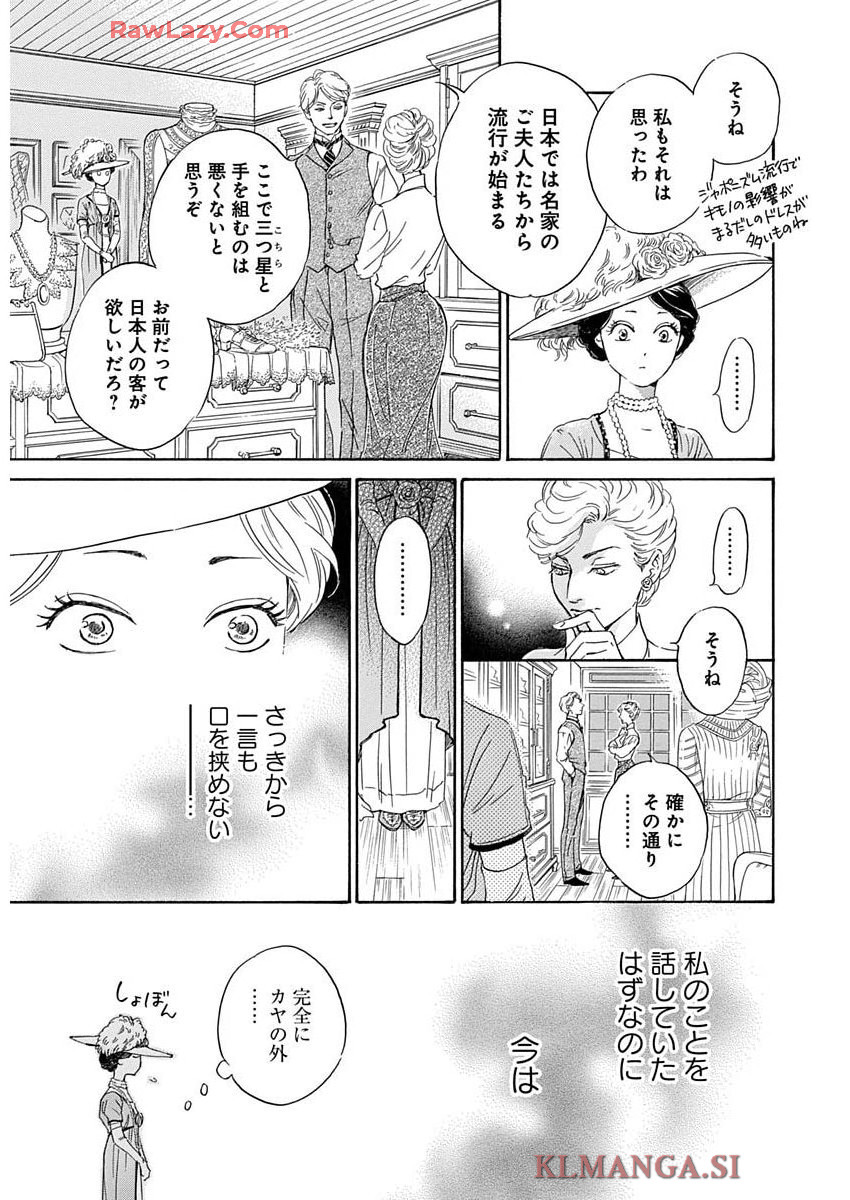 RawLazy.Com
そうね
私もそれは
思ったわ
ジャポニズム流行で
キモノの影響が
まるだしのドレスが
多いものね
………
日本では名家の
ご夫人たちから
流行が始まる
ここで三つ星と
こちら
手を組むのは
悪くないと
思うぞ
お前だって
日本人の客が
欲しいだろ?
………
そうね
確かに
その通り
………
………
さっきから
一言も
口を挟めない
――……
私のことを
話していた
はずなのに
今は
完全に
カヤの外
……
しょぼん
KLMANGA.SI